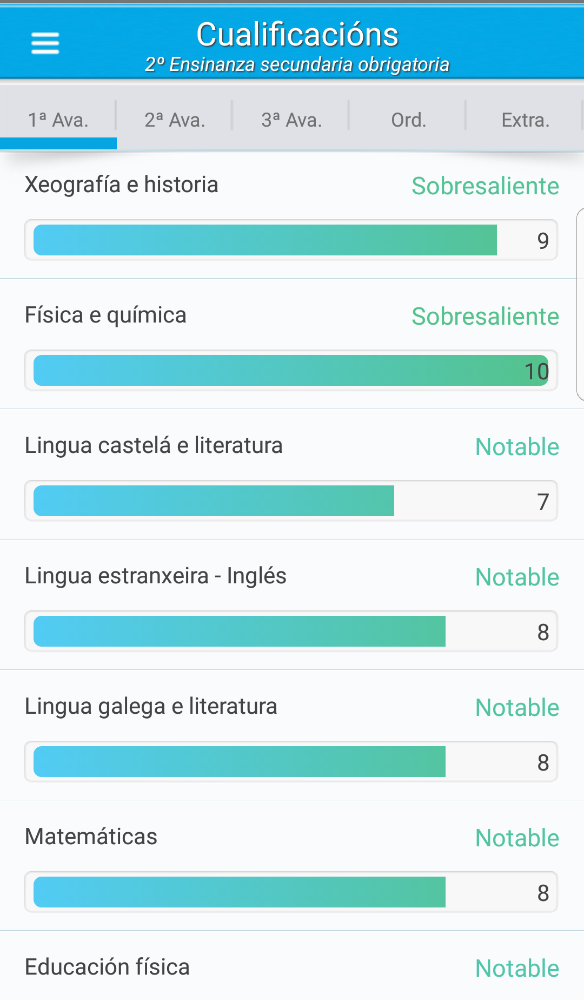 Cualificacións
2º Ensinanza secundaria obrigatoria
1ª Ava. 2ª Ava. 3ª Ava. Ord. Extra.
Xeografía e historia Sobresaliente
9
Física e química Sobresaliente
10
Lingua castelá e literatura Notable
7
Lingua estranxeira - Inglés Notable
8
Lingua galega e literatura Notable
8
Matemáticas Notable
8
Educación física Notable